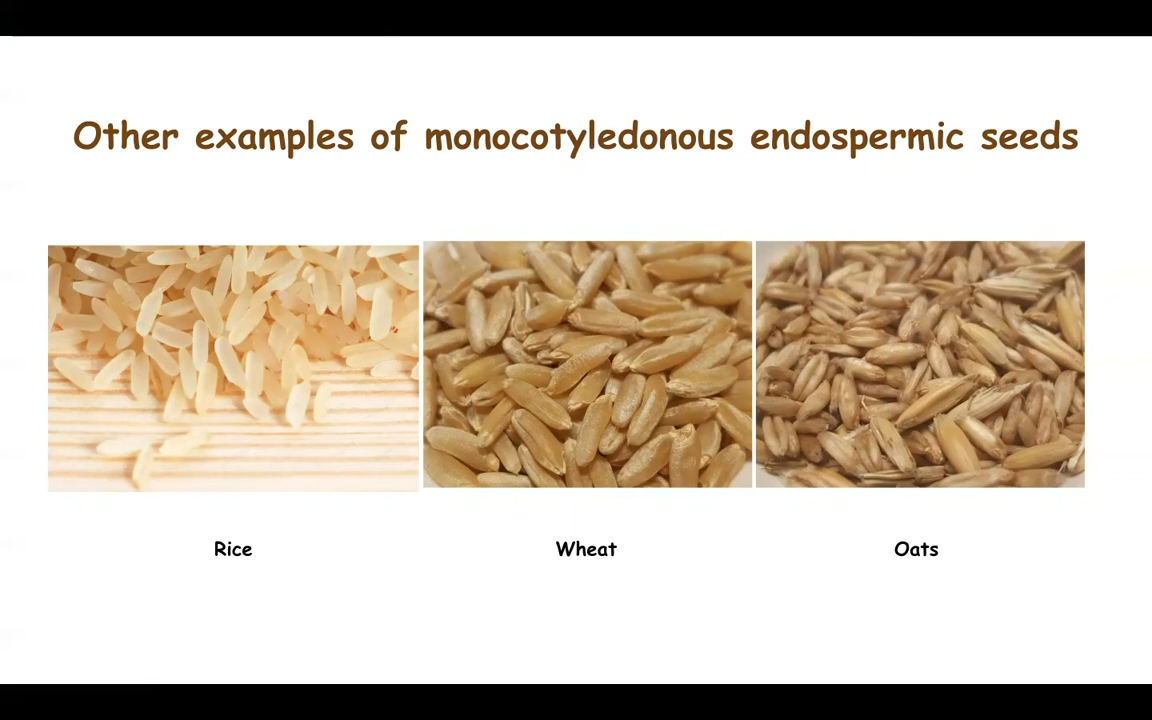 Other examples of monocotyledonous endospermic seeds
Rice
Wheat
Oats